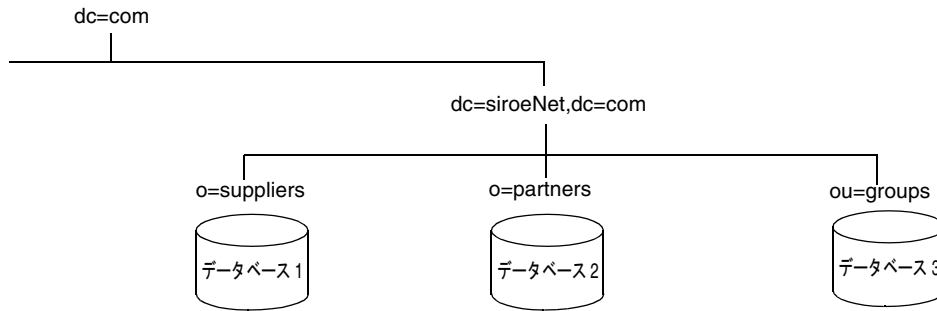 dc=com
dc=siroeNet,dc=com
o=suppliers
o=partners
ou=groups
データベース 1
データベース 2
データベース 3